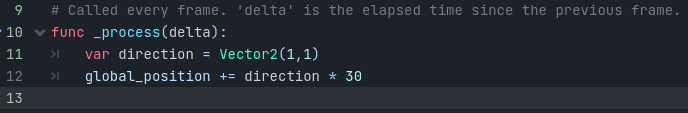 9 # Called every frame. 'delta' is the elapsed time since the previous frame.
10 func _process(delta):
11 var direction = Vector2(1,1)
12 global_position += direction * 30
13